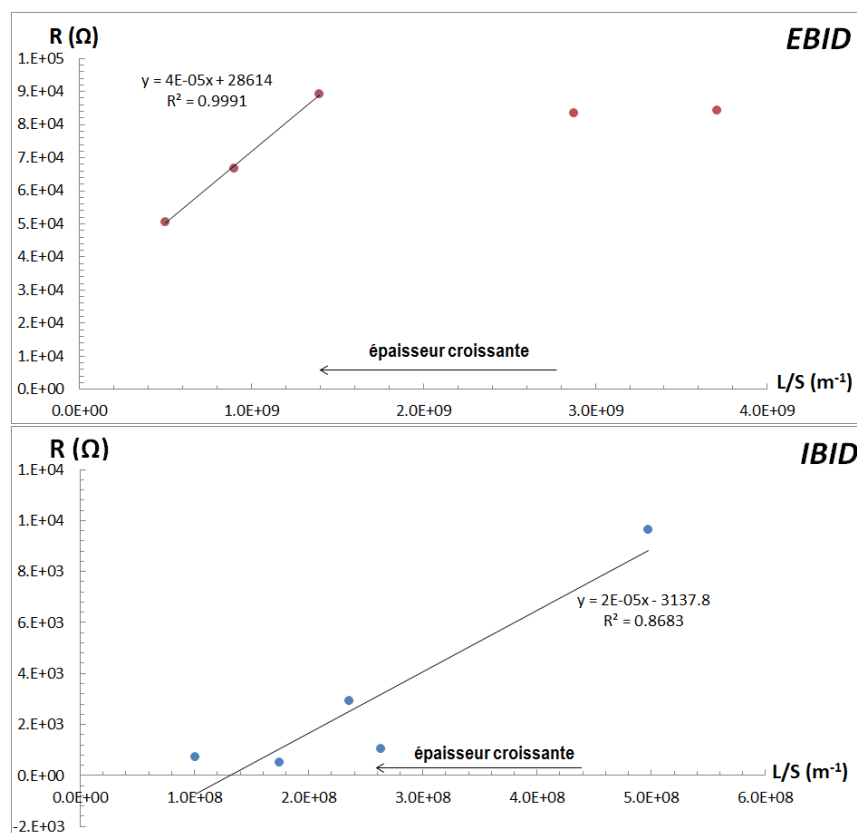 R (Ω)
EBID
1.E+05
9.E+04
8.E+04
7.E+04
6.E+04
5.E+04
4.E+04
3.E+04
2.E+04
1.E+04
0.E+00
y = 4E-05x + 28614
R² = 0.9991
épaisseur croissante
L/S (m⁻¹)
0.0E+00
1.0E+09
2.0E+09
3.0E+09
4.0E+09
R (Ω)
IBID
1.E+04
1.E+04
8.E+03
6.E+03
4.E+03
2.E+03
0.E+00
-2.E+03
y = 2E-05x - 3137.8
R² = 0.8683
épaisseur croissante
L/S (m⁻¹)
0.0E+00
1.0E+08
2.0E+08
3.0E+08
4.0E+08
5.0E+08
6.0E+08